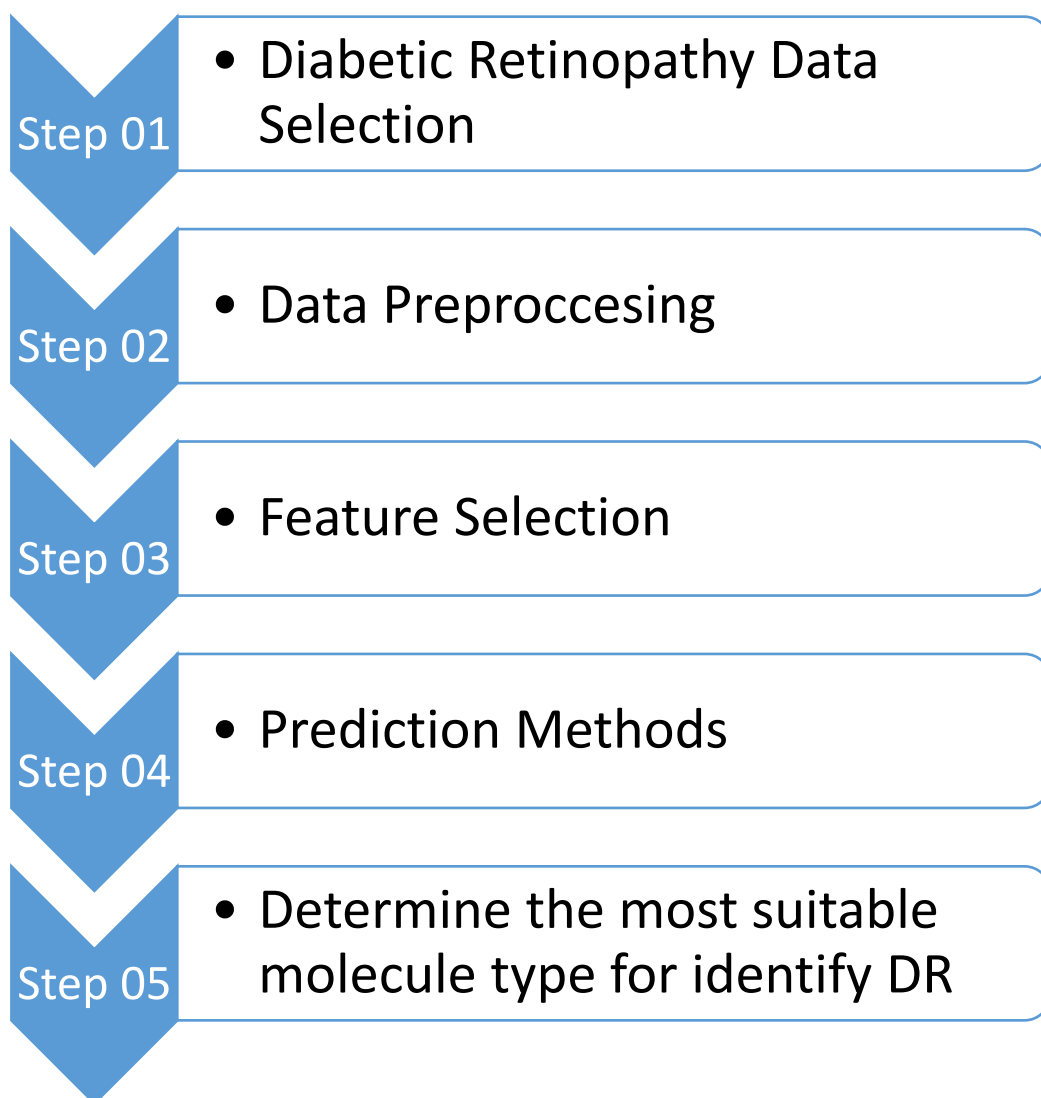 Step 01
• Diabetic Retinopathy Data
Selection
Step 02
• Data Preproccesing
Step 03
• Feature Selection
Step 04
• Prediction Methods
Step 05
• Determine the most suitable
molecule type for identify DR